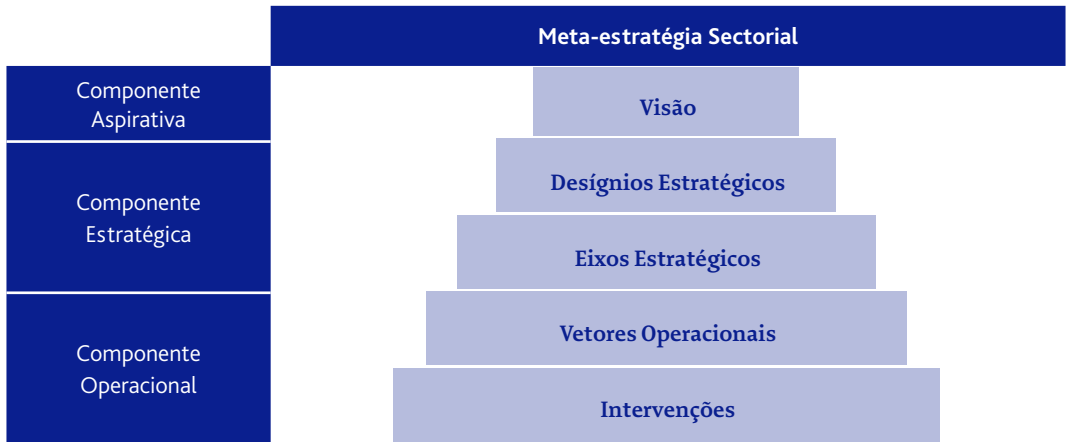 Meta-estratégia Sectorial
Componente
Aspirativa
Visão
Componente
Estratégica
Desígnios Estratégicos
Eixos Estratégicos
Componente
Operacional
Vetores Operacionais
Intervenções